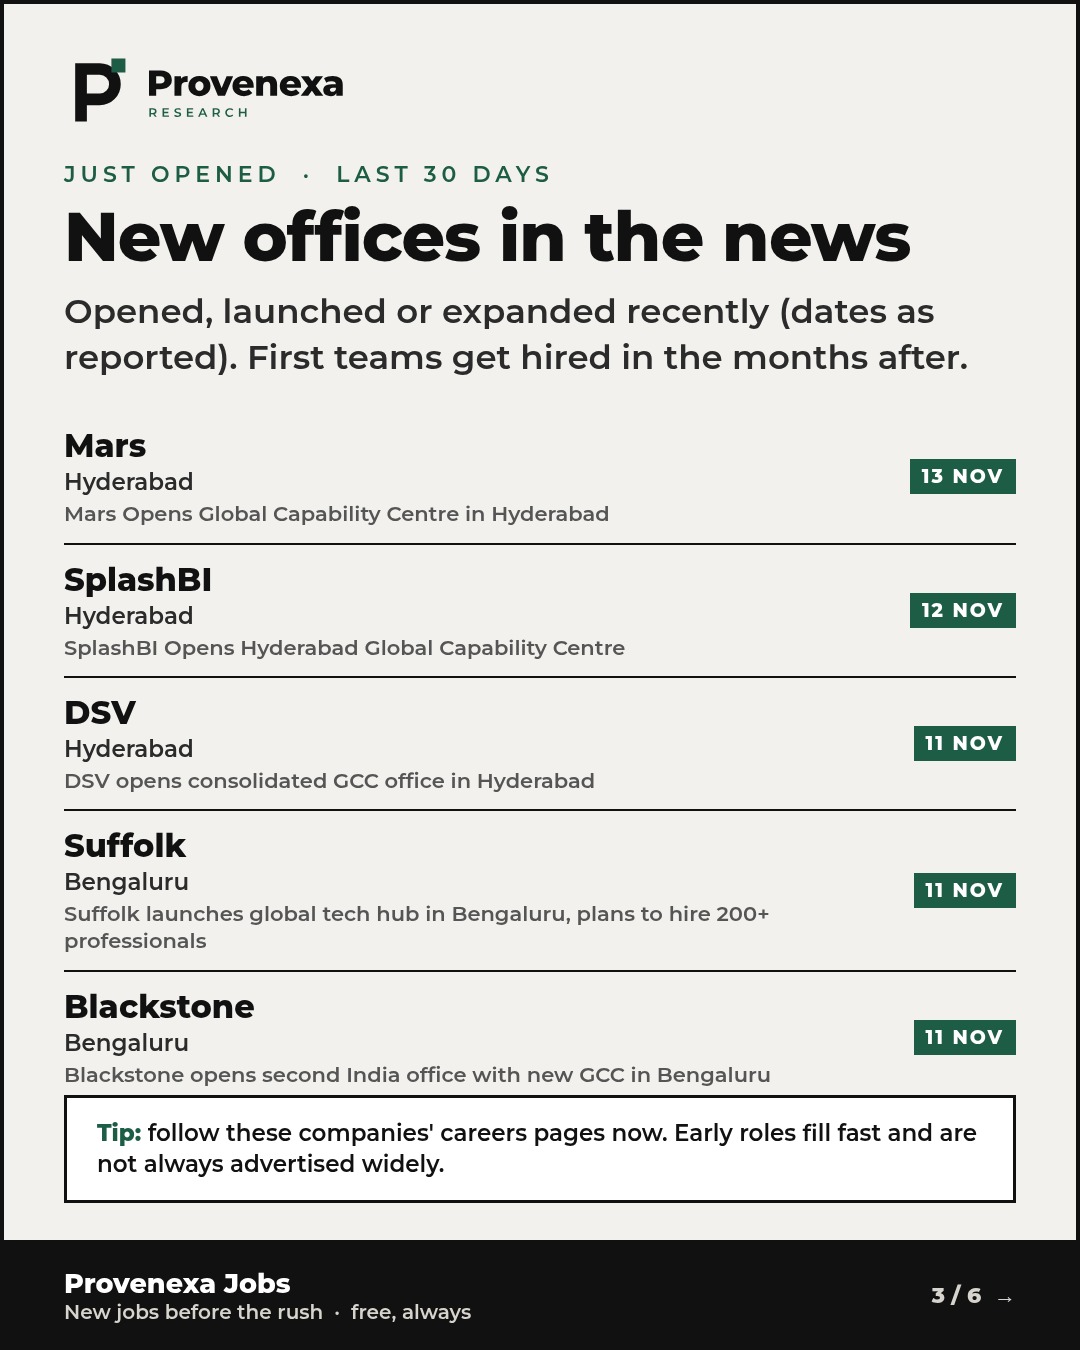 Provenexa
RESEARCH
JUST OPENED · LAST 30 DAYS
New offices in the news
Opened, launched or expanded recently (dates as
reported). First teams get hired in the months after.
Mars
Hyderabad
Mars Opens Global Capability Centre in Hyderabad
13 NOV
SplashBI
Hyderabad
SplashBI Opens Hyderabad Global Capability Centre
12 NOV
DSV
Hyderabad
DSV opens consolidated GCC office in Hyderabad
11 NOV
Suffolk
Bengaluru
Suffolk launches global tech hub in Bengaluru, plans to hire 200+
professionals
11 NOV
Blackstone
Bengaluru
Blackstone opens second India office with new GCC in Bengaluru
11 NOV
Tip: follow these companies' careers pages now. Early roles fill fast and are
not always advertised widely.
Provenexa Jobs
New jobs before the rush · free, always
3 / 6 →